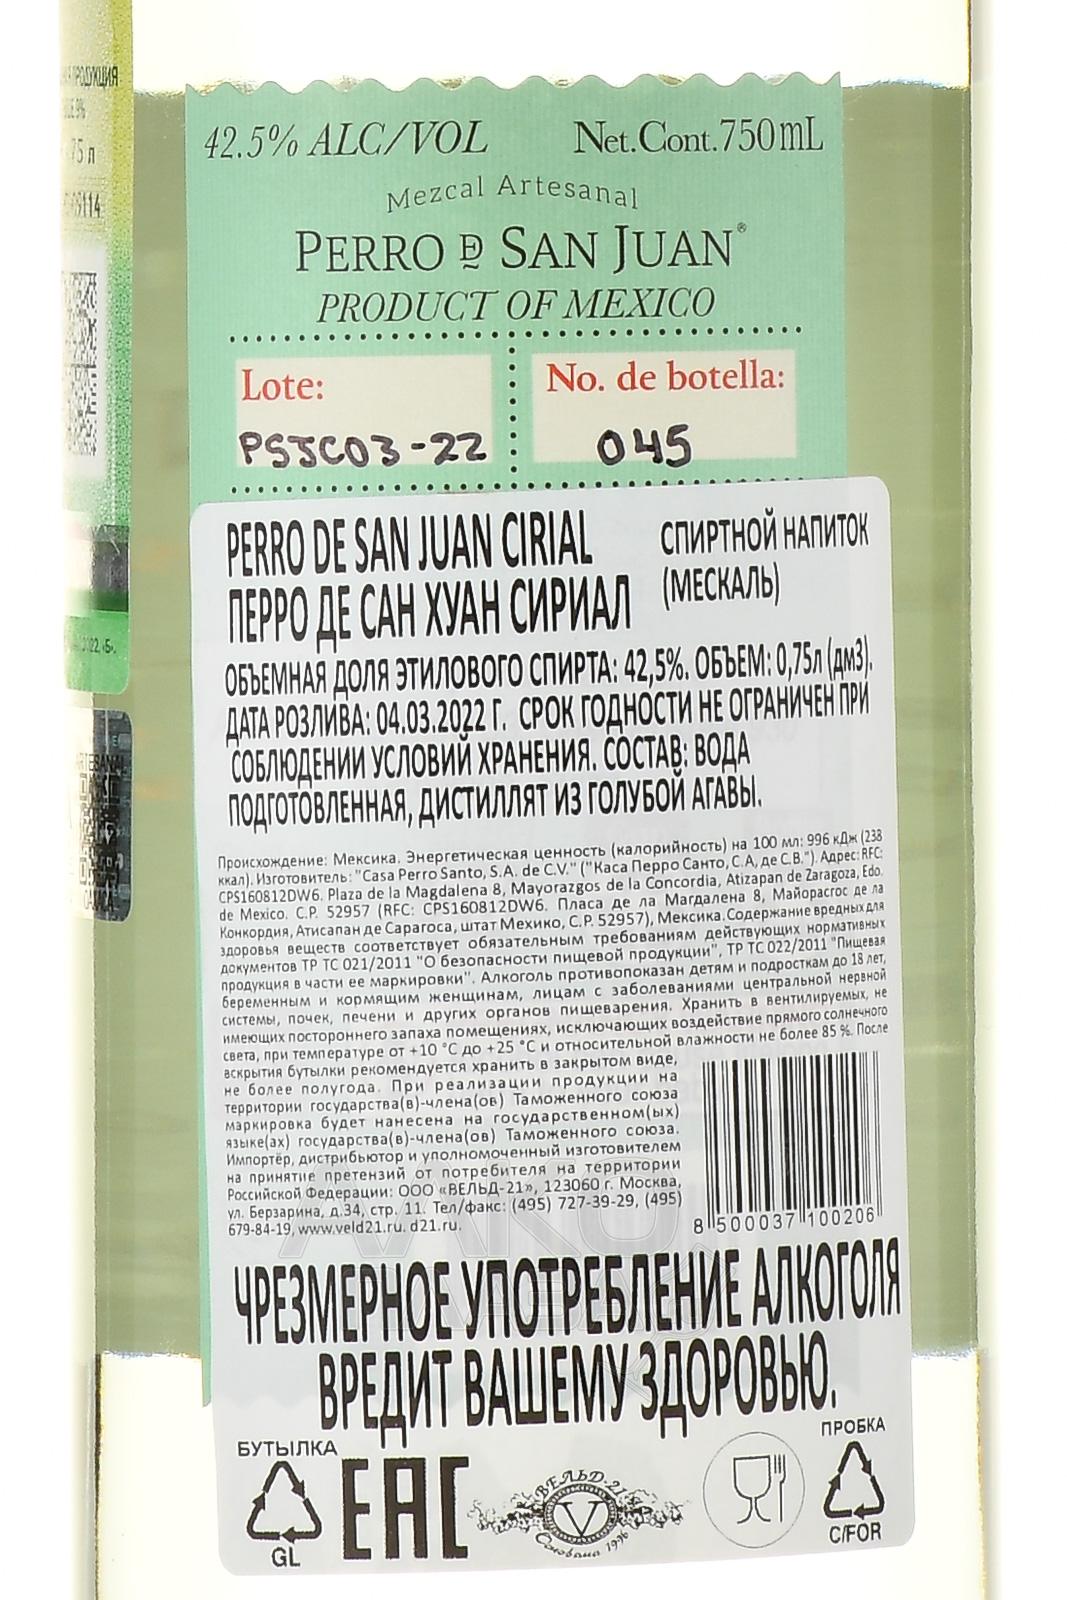 42.5% ALC/VOL Net.Cont.750mL
Mezcal Artesanal
PERRO DE SAN JUAN®
PRODUCT OF MEXICO
Lote: No. de botella:
PSJC03-22 045
PERRO DE SAN JUAN CIRIAL СПИРТНОЙ НАПИТОК
ПЕРРО ДЕ САН ХУАН СИРИАЛ (МЕСКАЛЬ)
ОБЪЕМНАЯ ДОЛЯ ЭТИЛОВОГО СПИРТА: 42,5%. ОБЪЕМ: 0,75л (дм3).
ДАТА РОЗЛИВА: 04.03.2022 Г. СРОК ГОДНОСТИ НЕ ОГРАНИЧЕН ПРИ
СОБЛЮДЕНИИ УСЛОВИЙ ХРАНЕНИЯ. СОСТАВ: ВОДА
ПОДГОТОВЛЕННАЯ, ДИСТИЛЛЯТ ИЗ ГОЛУБОЙ АГАВЫ.
Происхождение: Мексика. Энергетическая ценность (калорийность) на 100 мл: 996 кДж (238
ккал). Изготовитель: "Casa Perro Santo, S.A. de C.V." ("Каса Перро Санто, С.А, де С.В."). Адрес: RFC:
CPS160812DW6. Plaza de la Magdalena 8, Mayorazgos de la Concordia, Atizapan de Zaragoza, Edo.
de Mexico. C.P. 52957 (RFC: CPS160812DW6. Пласа де ла Магдалена 8, Майорасгос де ла
Конкордия, Атисапан де Сарагоса, штат Мехико, С.Р. 52957), Мексика. Содержание вредных для
здоровья веществ соответствует обязательным требованиям действующих нормативных
документов ТР ТС 021/2011 "О безопасности пищевой продукции", ТР ТС 022/2011 "Пищевая
продукция в части ее маркировки". Алкоголь противопоказан детям и подросткам до 18 лет,
беременным и кормящим женщинам, лицам с заболеваниями центральной нервной
системы, почек, печени и других органов пищеварения. Хранить в вентилируемых, не
имеющих постороннего запаха помещениях, исключающих воздействие прямого солнечного
света, при температуре от +10 °С до +25 °С и относительной влажности не более 85 %. После
вскрытия бутылки рекомендуется хранить в закрытом виде,
не более полугода. При реализации продукции на
территории государства(в)-члена(ов) Таможенного союза
маркировка будет нанесена на государственном(ых)
языке(ах) государства(в)-члена(ов) Таможенного союза.
Импортёр, дистрибьютор и уполномоченный изготовителем
на принятие претензий от потребителя на территории
Российской Федерации: ООО «ВЕЛЬД-21», 123060 г. Москва,
ул. Берзарина, д.34, стр. 11. Тел/факс: (495) 727-39-29, (495)
679-84-19, www.veld21.ru. d21.ru.
8 500037 100206
ЧРЕЗМЕРНОЕ УПОТРЕБЛЕНИЕ АЛКОГОЛЯ
ВРЕДИТ ВАШЕМУ ЗДОРОВЬЮ.
БУТЫЛКА ПРОБКА
EAC ВЕЛЬД-21
V
Основана 1996
GL C/FOR